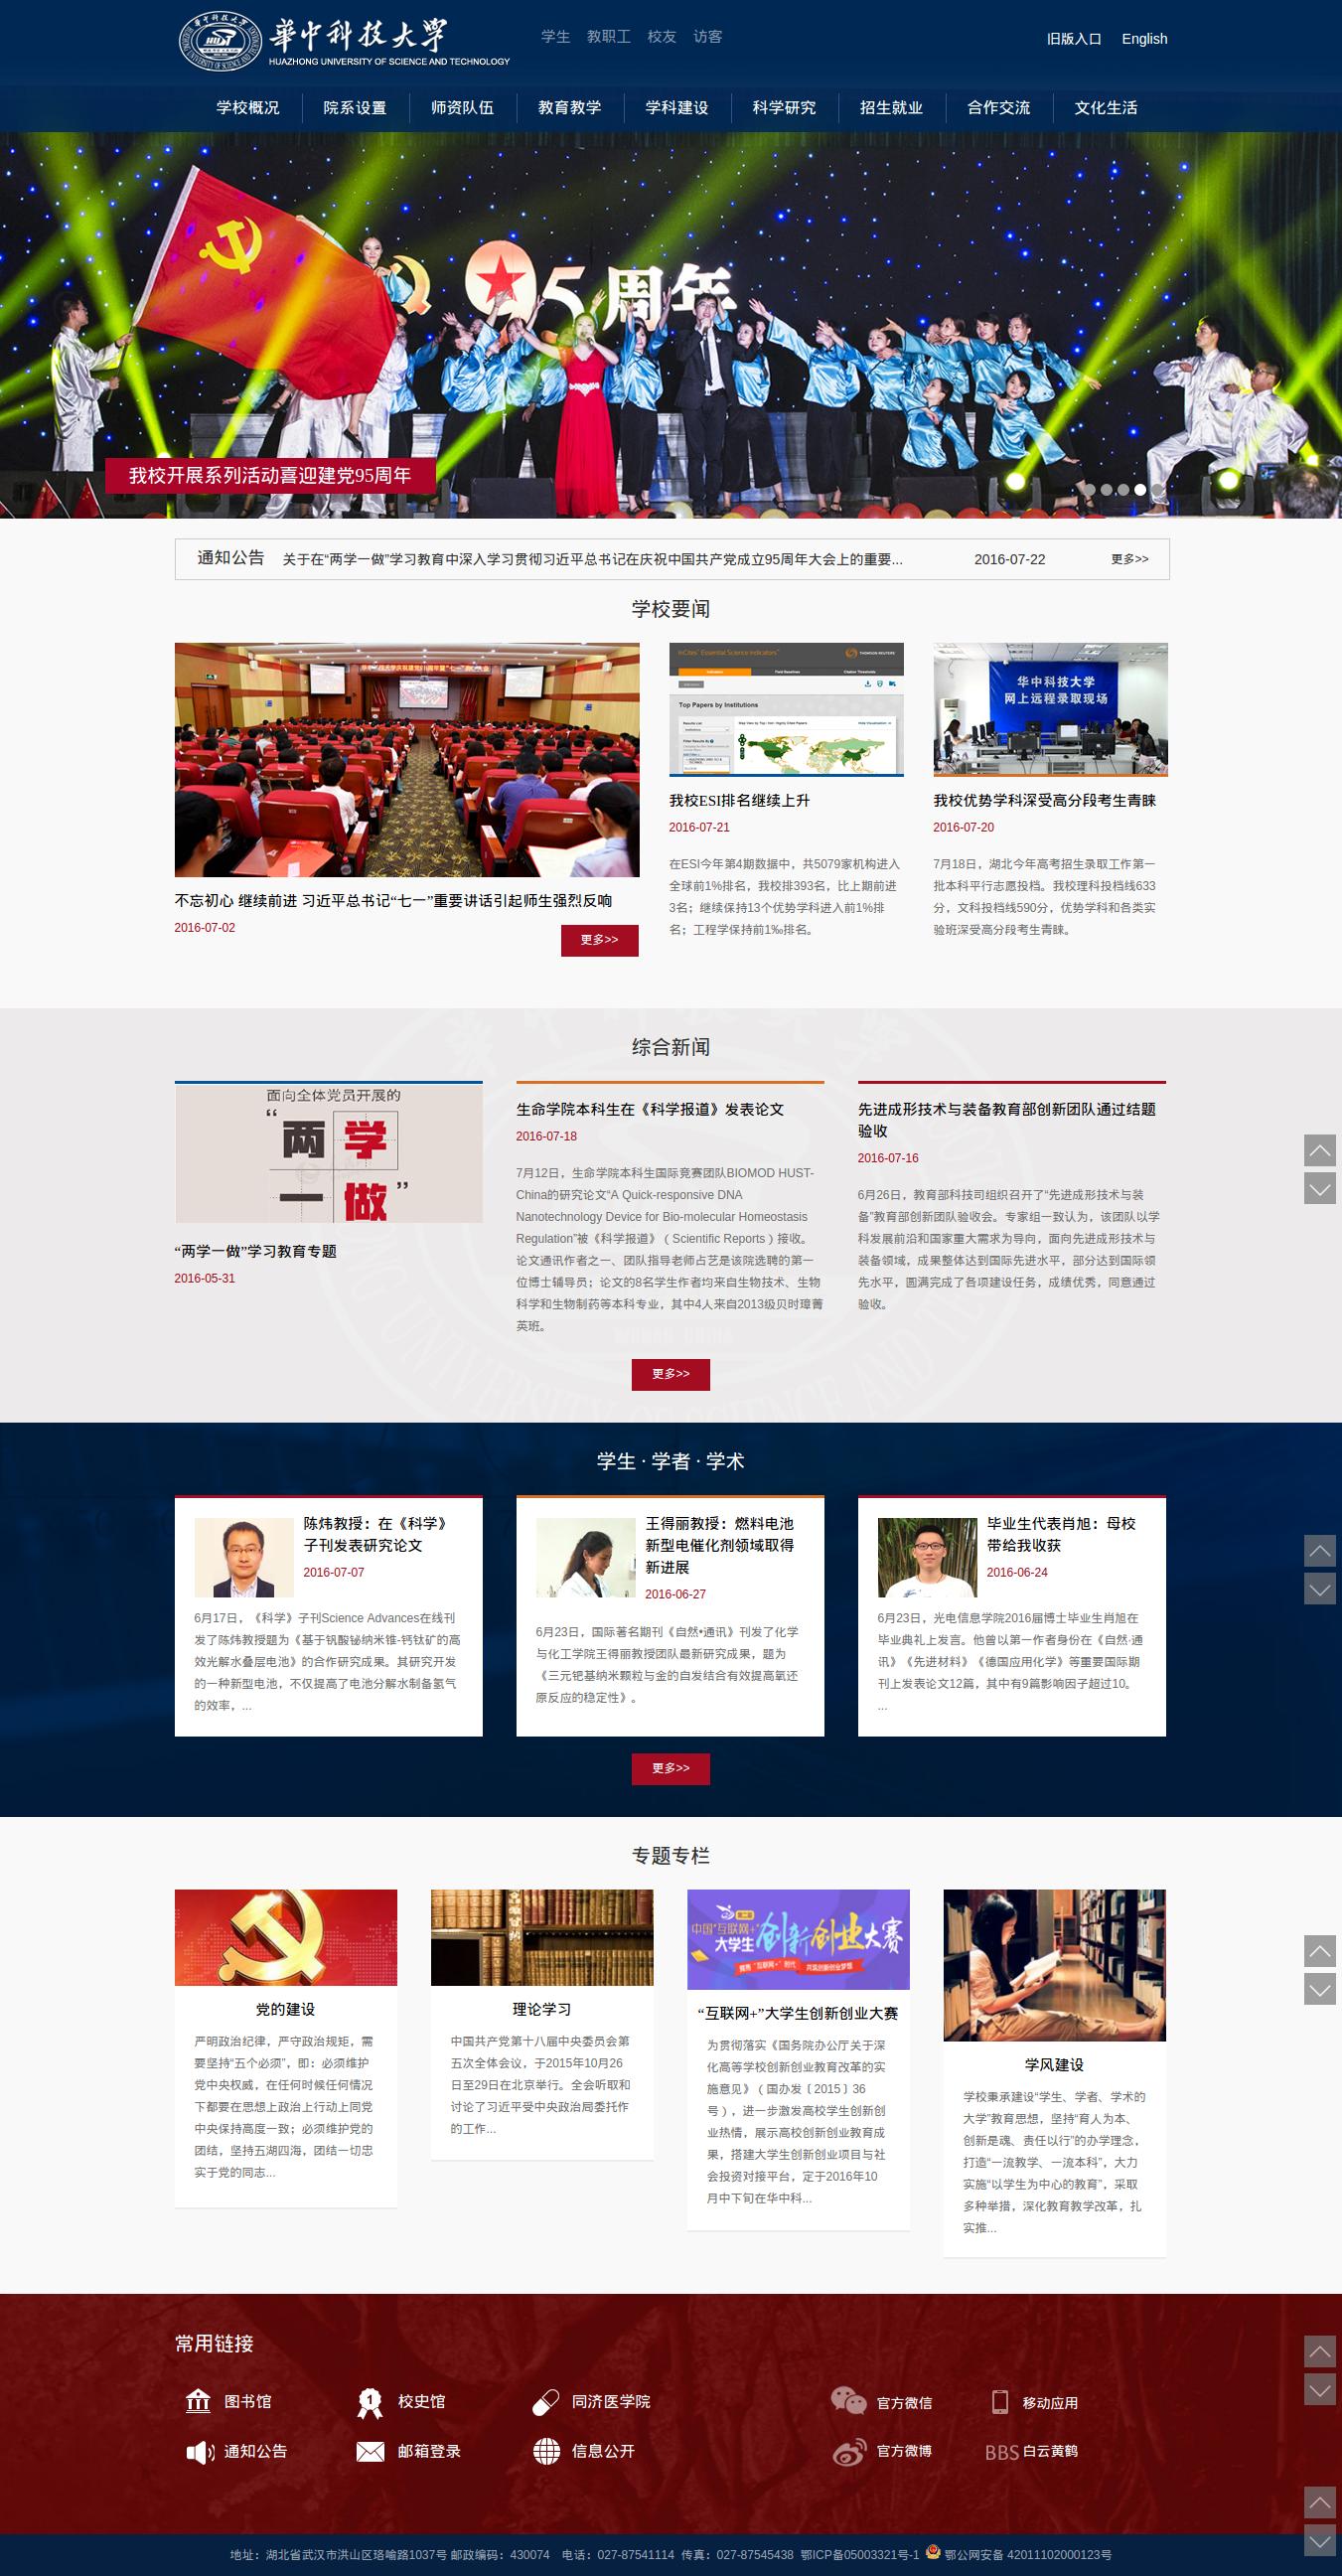 華中科技大學
HUAZHONG UNIVERSITY OF SCIENCE AND TECHNOLOGY
学生 教职工 校友 访客
旧版入口 English
学校概况 院系设置 师资队伍 教育教学 学科建设 科学研究 招生就业 合作交流 文化生活
95周年
我校开展系列活动喜迎建党95周年
通知公告 关于在“两学一做”学习教育中深入学习贯彻习近平总书记在庆祝中国共产党成立95周年大会上的重要... 2016-07-22 更多>>
学校要闻
Top Papers by Institutions
华中科技大学
网上远程录取现场
不忘初心 继续前进 习近平总书记“七一”重要讲话引起师生强烈反响
2016-07-02
更多>>
我校ESI排名继续上升
2016-07-21
在ESI今年第4期数据中，共5079家机构进入
全球前1%排名，我校排393名，比上期前进
3名；继续保持13个优势学科进入前1%排
名；工程学保持前1‰排名。
我校优势学科深受高分段考生青睐
2016-07-20
7月18日，湖北今年高考招生录取工作第一
批本科平行志愿投档。我校理科投档线633
分，文科投档线590分，优势学科和各类实
验班深受高分段考生青睐。
综合新闻
面向全体党员开展的
“两学
一做”
“两学一做”学习教育专题
2016-05-31
生命学院本科生在《科学报道》发表论文
2016-07-18
7月12日，生命学院本科生国际竞赛团队BIOMOD HUST-
China的研究论文“A Quick-responsive DNA
Nanotechnology Device for Bio-molecular Homeostasis
Regulation”被《科学报道》（Scientific Reports）接收。
论文通讯作者之一、团队指导老师占艺是该院选聘的第一
位博士辅导员；论文的8名学生作者均来自生物技术、生物
科学和生物制药等本科专业，其中4人来自2013级贝时璋菁
英班。
先进成形技术与装备教育部创新团队通过结题
验收
2016-07-16
6月26日，教育部科技司组织召开了“先进成形技术与装
备”教育部创新团队验收会。专家组一致认为，该团队以学
科发展前沿和国家重大需求为导向，面向先进成形技术与
装备领域，成果整体达到国际先进水平，部分达到国际领
先水平，圆满完成了各项建设任务，成绩优秀，同意通过
验收。
更多>>
学生 · 学者 · 学术
陈炜教授：在《科学》
子刊发表研究论文
2016-07-07
6月17日，《科学》子刊Science Advances在线刊
发了陈炜教授题为《基于钒酸铋纳米锥-钙钛矿的高
效光解水叠层电池》的合作研究成果。其研究开发
的一种新型电池，不仅提高了电池分解水制备氢气
的效率，...
王得丽教授：燃料电池
新型电催化剂领域取得
新进展
2016-06-27
6月23日，国际著名期刊《自然•通讯》刊发了化学
与化工学院王得丽教授团队最新研究成果，题为
《三元钯基纳米颗粒与金的自发结合有效提高氧还
原反应的稳定性》。
毕业生代表肖旭：母校
带给我收获
2016-06-24
6月23日，光电信息学院2016届博士毕业生肖旭在
毕业典礼上发言。他曾以第一作者身份在《自然·通
讯》《先进材料》《德国应用化学》等重要国际期
刊上发表论文12篇，其中有9篇影响因子超过10。
...
更多>>
专题专栏
党的建设
严明政治纪律，严守政治规矩，需
要坚持“五个必须”，即：必须维护
党中央权威，在任何时候任何情况
下都要在思想上政治上行动上同党
中央保持高度一致；必须维护党的
团结，坚持五湖四海，团结一切忠
实于党的同志...
理论学习
中国共产党第十八届中央委员会第
五次全体会议，于2015年10月26
日至29日在北京举行。全会听取和
讨论了习近平受中央政治局委托作
的工作...
中国“互联网+”
大学生创新创业大赛
“互联网+”大学生创新创业大赛
为贯彻落实《国务院办公厅关于深
化高等学校创新创业教育改革的实
施意见》（国办发〔2015〕36
号），进一步激发高校学生创新创
业热情，展示高校创新创业教育成
果，搭建大学生创新创业项目与社
会投资对接平台，定于2016年10
月中下旬在华中科...
学风建设
学校秉承建设“学生、学者、学术的
大学”教育思想，坚持“育人为本、
创新是魂、责任以行”的办学理念，
打造“一流教学、一流本科”，大力
实施“以学生为中心的教育”，采取
多种举措，深化教育教学改革，扎
实推...
常用链接
图书馆 校史馆 同济医学院 官方微信 移动应用
通知公告 邮箱登录 信息公开 官方微博 BBS 白云黄鹤
地址：湖北省武汉市洪山区珞喻路1037号 邮政编码：430074 电话：027-87541114 传真：027-87545438 鄂ICP备05003321号-1 鄂公网安备 42011102000123号